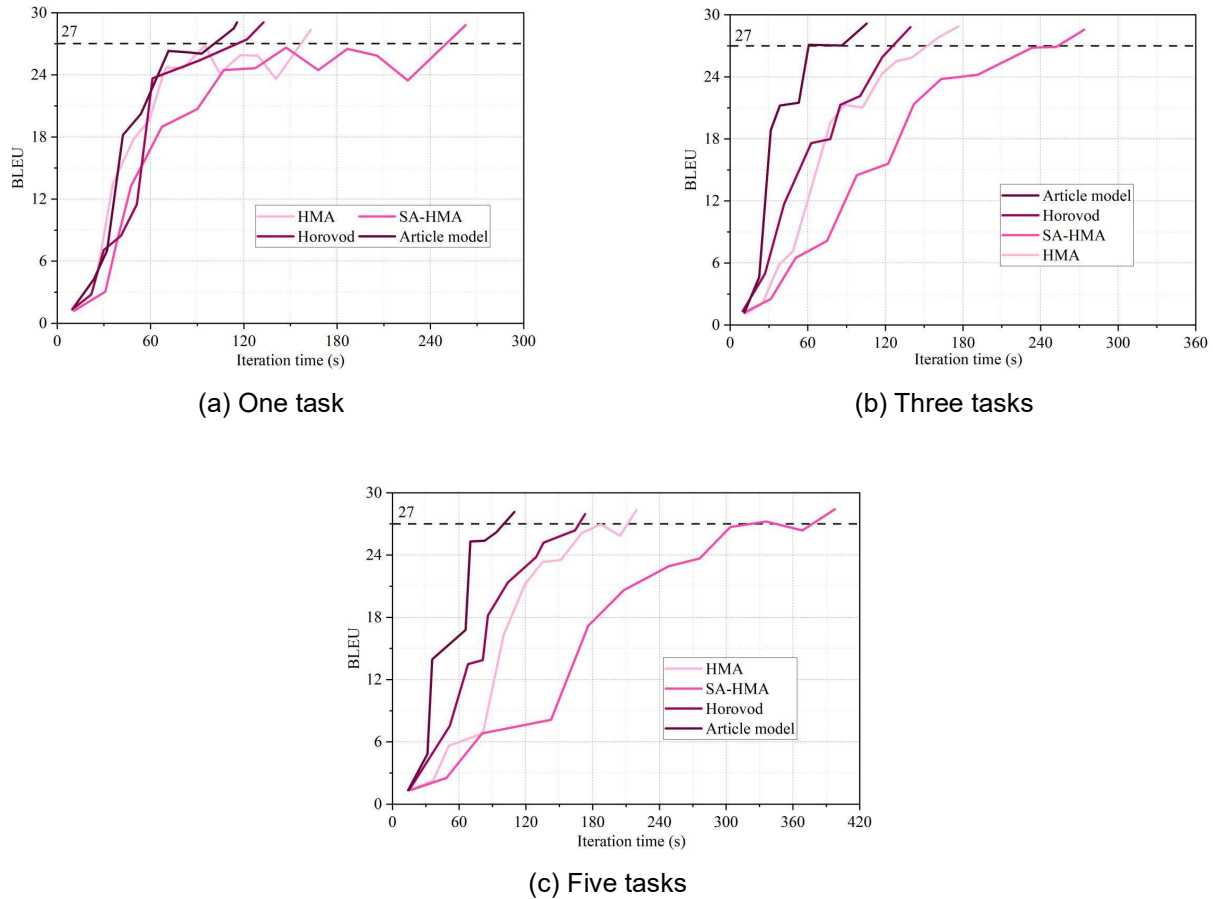 30
27
24
18
12
6
0
BLEU
HMA SA-HMA
Horovod Article model
0 60 120 180 240 300
Iteration time (s)
(a) One task
30
27
24
18
12
6
0
BLEU
Article model
Horovod
SA-HMA
HMA
0 60 120 180 240 300 360
Iteration time (s)
(b) Three tasks
30
27
24
18
12
6
0
BLEU
HMA
SA-HMA
Horovod
Article model
0 60 120 180 240 300 360 420
Iteration time (s)
(c) Five tasks